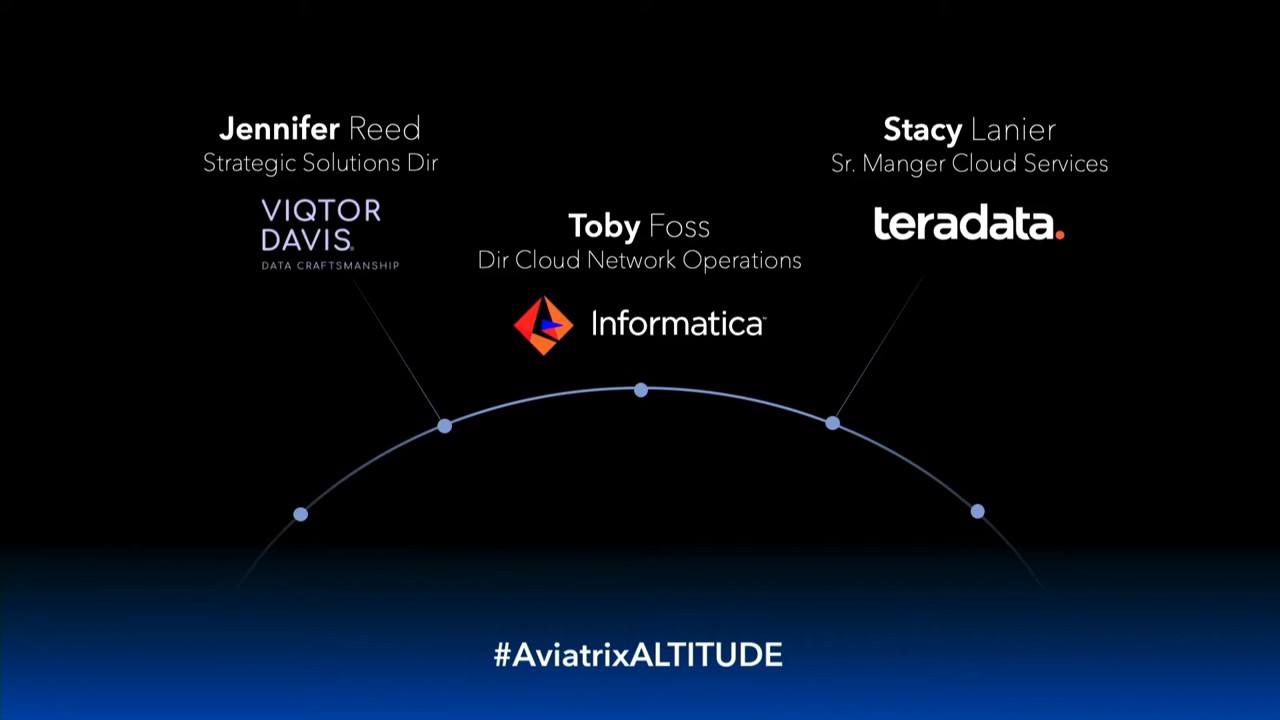 Jennifer Reed
Strategic Solutions Dir
VIQTOR
DAVIS®
DATA CRAFTSMANSHIP
Toby Foss
Dir Cloud Network Operations
Informatica™
Stacy Lanier
Sr. Manger Cloud Services
teradata.
#AviatrixALTITUDE